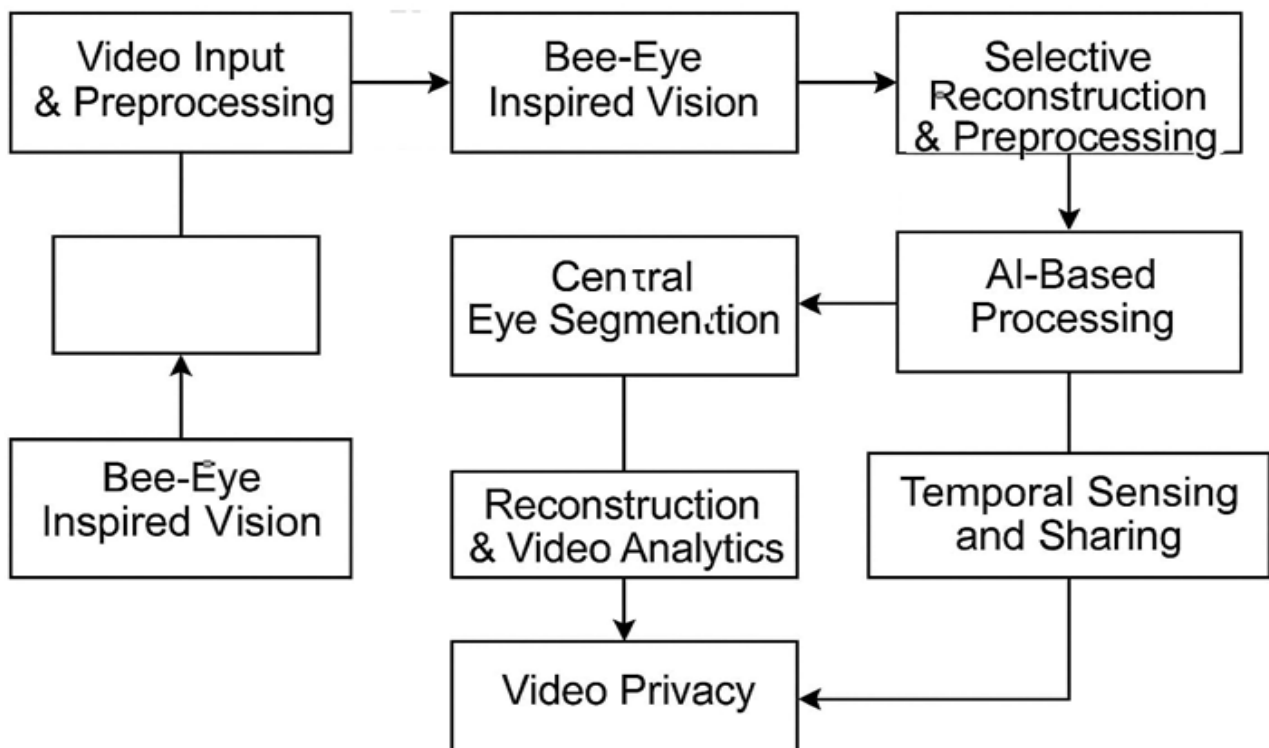 Video Input
& Preprocessing
Bee-Eye
Inspired Vision
Selective
Reconstruction
& Preprocessing
Central
Eye Segmenttion
AI-Based
Processing
Bee-Eye
Inspired Vision
Reconstruction
& Video Analytics
Temporal Sensing
and Sharing
Video Privacy